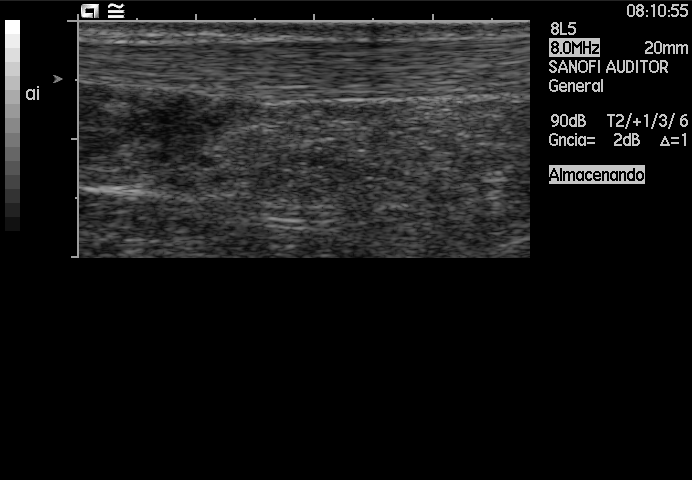 08:10:55
8L5
8.0MHz 20mm
SANOFI AUDITOR
General
90dB T2/+1/3/ 6
Gncia= 2dB Δ=1
Almacenando
ai